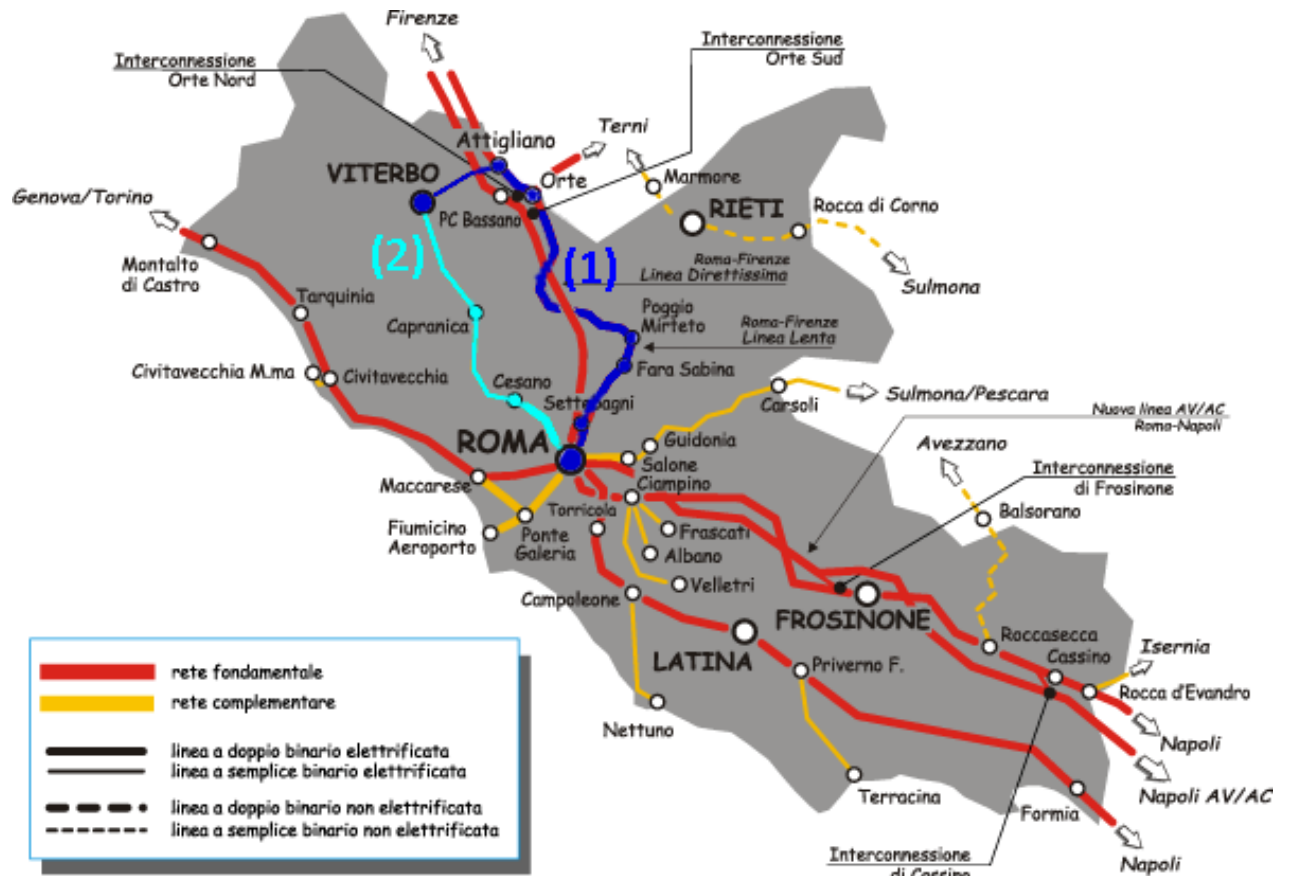 Firenze
Interconnessione
Orte Nord
Interconnessione
Orte Sud
Attigliano
Terni
VITERBO
Orte
Marmore
Genova/Torino
PC Bassano
RIETI
Rocca di Corno
(2)
(1)
Montalto
di Castro
Roma-Firenze
Linea Direttissima
Sulmona
Tarquinia
Capranica
Poggio
Mirteto
Roma-Firenze
Linea Lenta
Civitavecchia M.ma
Civitavecchia
Cesano
Fara Sabina
Settebagni
Carsoli
Sulmona/Pescara
Nuova linea AV/AC
Roma-Napoli
ROMA
Guidonia
Avezzano
Salone
Interconnessione
di Frosinone
Maccarese
Ciampino
Torricola
Balsorano
Fiumicino
Aeroporto
Ponte
Galeria
Frascati
Albano
Velletri
Campoleone
FROSINONE
Roccasecca
LATINA
Cassino
Isernia
Priverno F.
Rocca d'Evandro
rete fondamentale
rete complementare
Nettuno
Napoli
linea a doppio binario elettrificata
linea a semplice binario elettrificata
Terracina
Napoli AV/AC
linea a doppio binario non elettrificata
linea a semplice binario non elettrificata
Formia
Interconnessione
di Cassino
Napoli